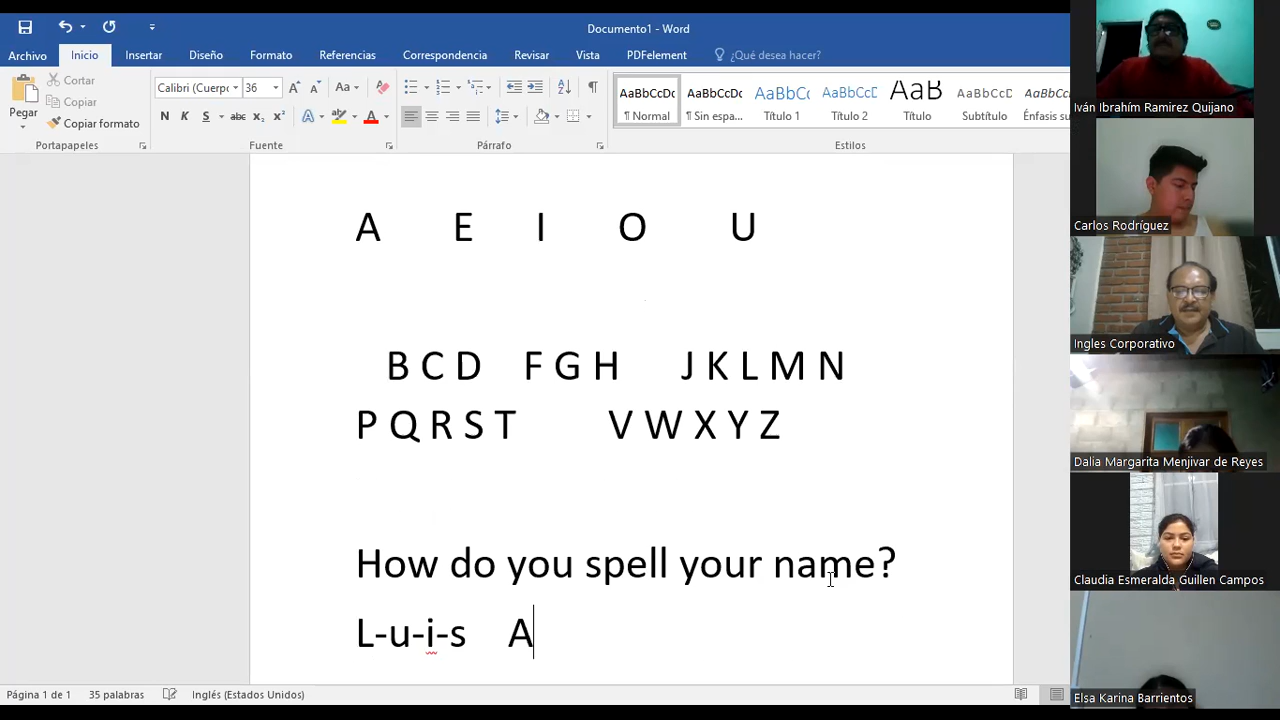 Documento1 - Word
Archivo Inicio Insertar Diseño Formato Referencias Correspondencia Revisar Vista PDFelement ¿Qué desea hacer?
Pegar
Cortar
Copiar
Copiar formato
Portapapeles
Calibri (Cuerpo 36 Aa
N K S abc x₂ x² A A
Fuente
Párrafo
AaBbCcDc AaBbCcDc AaBbCc AaBbCcD AaB AaBbCcD AaBbCcDc
¶ Normal ¶ Sin espa... Título 1 Título 2 Título Subtítulo Énfasis su
Estilos
A E I O U
B C D F G H J K L M N
P Q R S T V W X Y Z
How do you spell your name?
L-u-i-s A
Página 1 de 1 35 palabras Inglés (Estados Unidos)
Iván Ibrahím Ramirez Quijano
Carlos Rodríguez
Ingles Corporativo
Dalia Margarita Menjivar de Reyes
Claudia Esmeralda Guillen Campos
Elsa Karina Barrientos